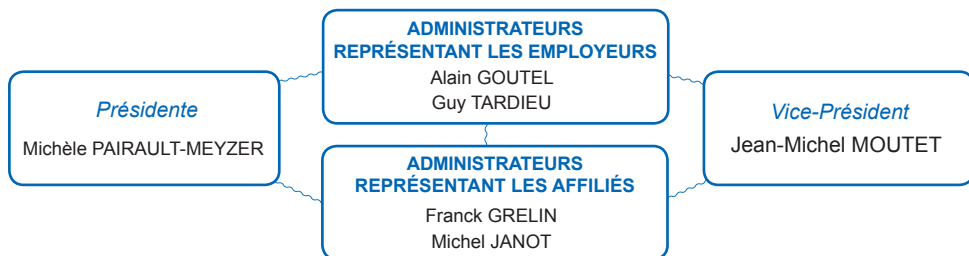 Présidente
Michèle PAIRAULT-MEYZER
ADMINISTRATEURS
REPRÉSENTANT LES EMPLOYEURS
Alain GOUTEL
Guy TARDIEU
ADMINISTRATEURS
REPRÉSENTANT LES AFFILIÉS
Franck GRELIN
Michel JANOT
Vice-Président
Jean-Michel MOUTET